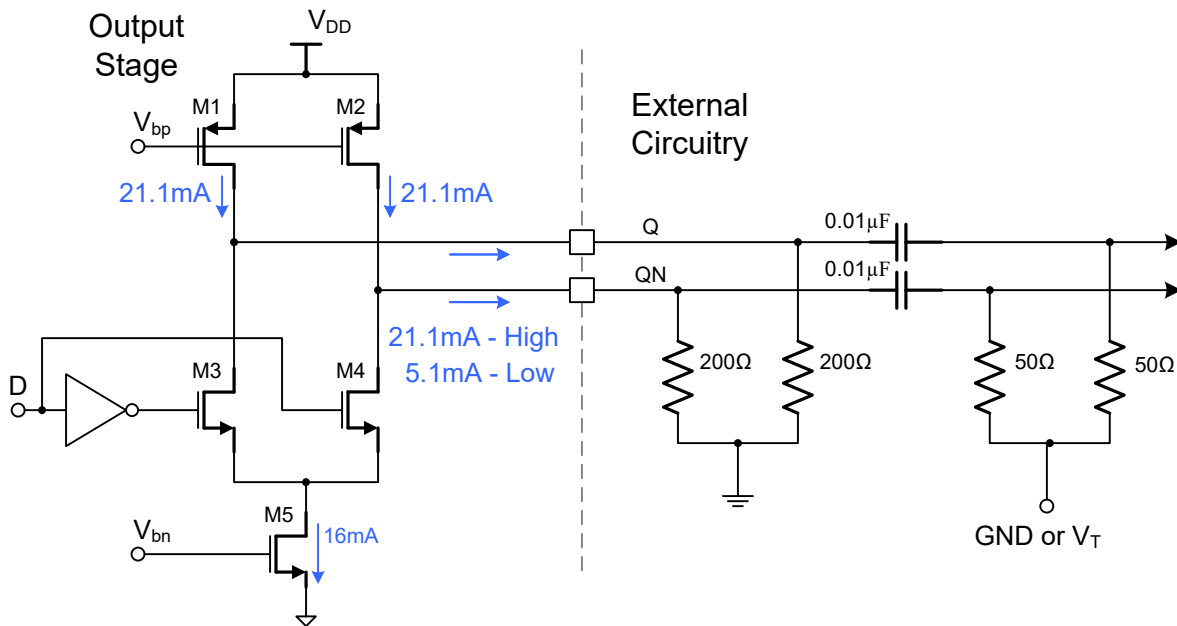 Output
Stage
VDD
M1
M2
Vbp
21.1mA
21.1mA
External
Circuitry
Q
0.01µF
QN
0.01µF
21.1mA - High
5.1mA - Low
D
M3
M4
200Ω
200Ω
50Ω
50Ω
M5
Vbn
16mA
GND or VT